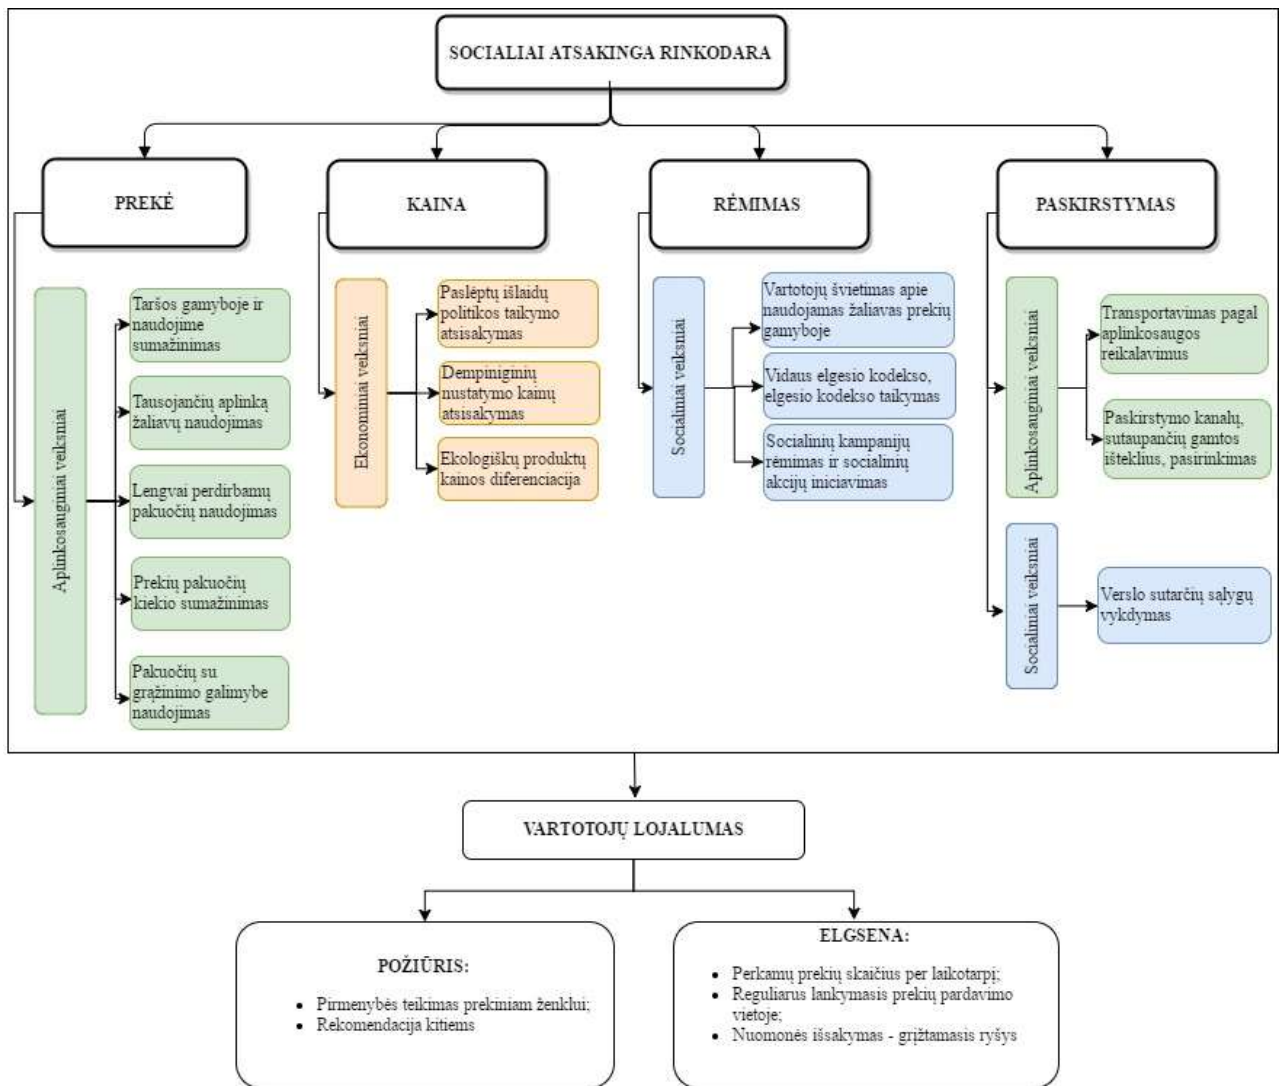 SOCIALIAI ATSAKINGA RINKODARA
PREKĖ
KAINA
RĖMIMAS
PASKIRSTYMAS
Aplinkosauginiai veiksniai
Taršos gamyboje ir
naudojime
sumažinimas
Tausojančių aplinką
žaliavų naudojimas
Lengvai perdirbamų
pakuočių naudojimas
Prekių pakuočių
kiekio sumažinimas
Pakuočių su
grąžinimo galimybe
naudojimas
Ekonominiai veiksniai
Paslėptų išlaidų
politikos taikymo
atsisakymas
Dempiniginių
nustatymo kainų
atsisakymas
Ekologiškų produktų
kainos diferenciacija
Socialiniai veiksniai
Vartotojų švietimas apie
naudojamas žaliavas prekių
gamyboje
Vidaus elgesio kodekso,
elgesio kodekso taikymas
Socialinių kampanijų
rėmimas ir socialinių
akcijų iniciavimas
Aplinkosauginiai veiksniai
Transportavimas pagal
aplinkosaugos
reikalavimus
Paskirstymo kanalų,
sutaupančių gamtos
išteklius, pasirinkimas
Socialiniai veiksniai
Verslo sutarčių sąlygų
vykdymas
VARTOTOJŲ LOJALUMAS
POŽIŪRIS:
• Pirmenybės teikimas prekiniam ženklui;
• Rekomendacija kitiems
ELGSENA:
• Perkamų prekių skaičius per laikotarpį;
• Reguliarus lankymasis prekių pardavimo
vietoje;
• Nuomonės išsakymas - grįžtamasis ryšys